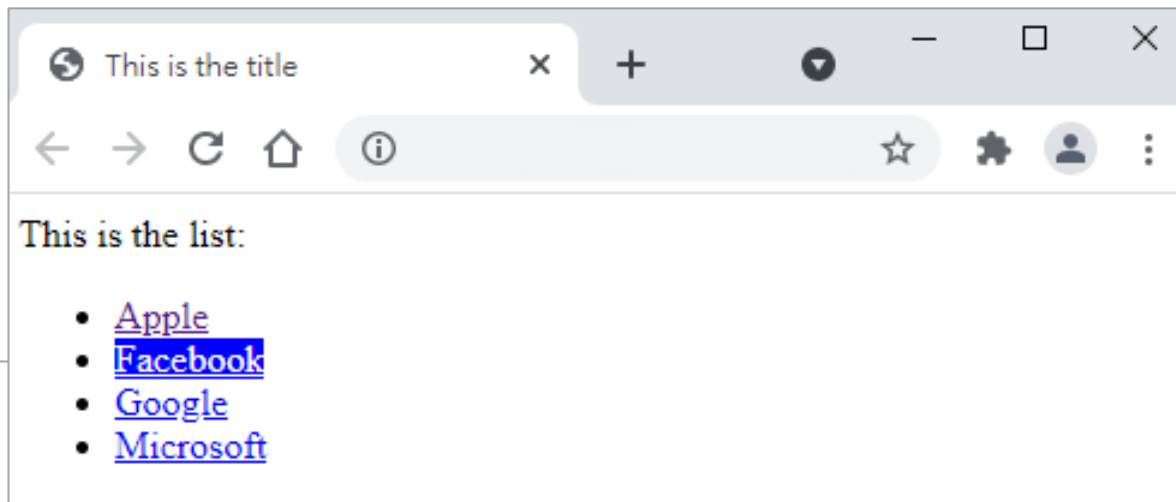 This is the title
This is the list:
Apple
Facebook
Google
Microsoft